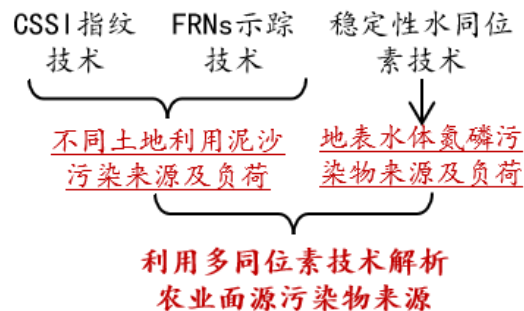 CSSI指纹 FRNs示踪 稳定性水同位
技术 技术 素技术
不同土地利用泥沙 地表水体氮磷污
污染来源及负荷 染物来源及负荷
利用多同位素技术解析
农业面源污染物来源